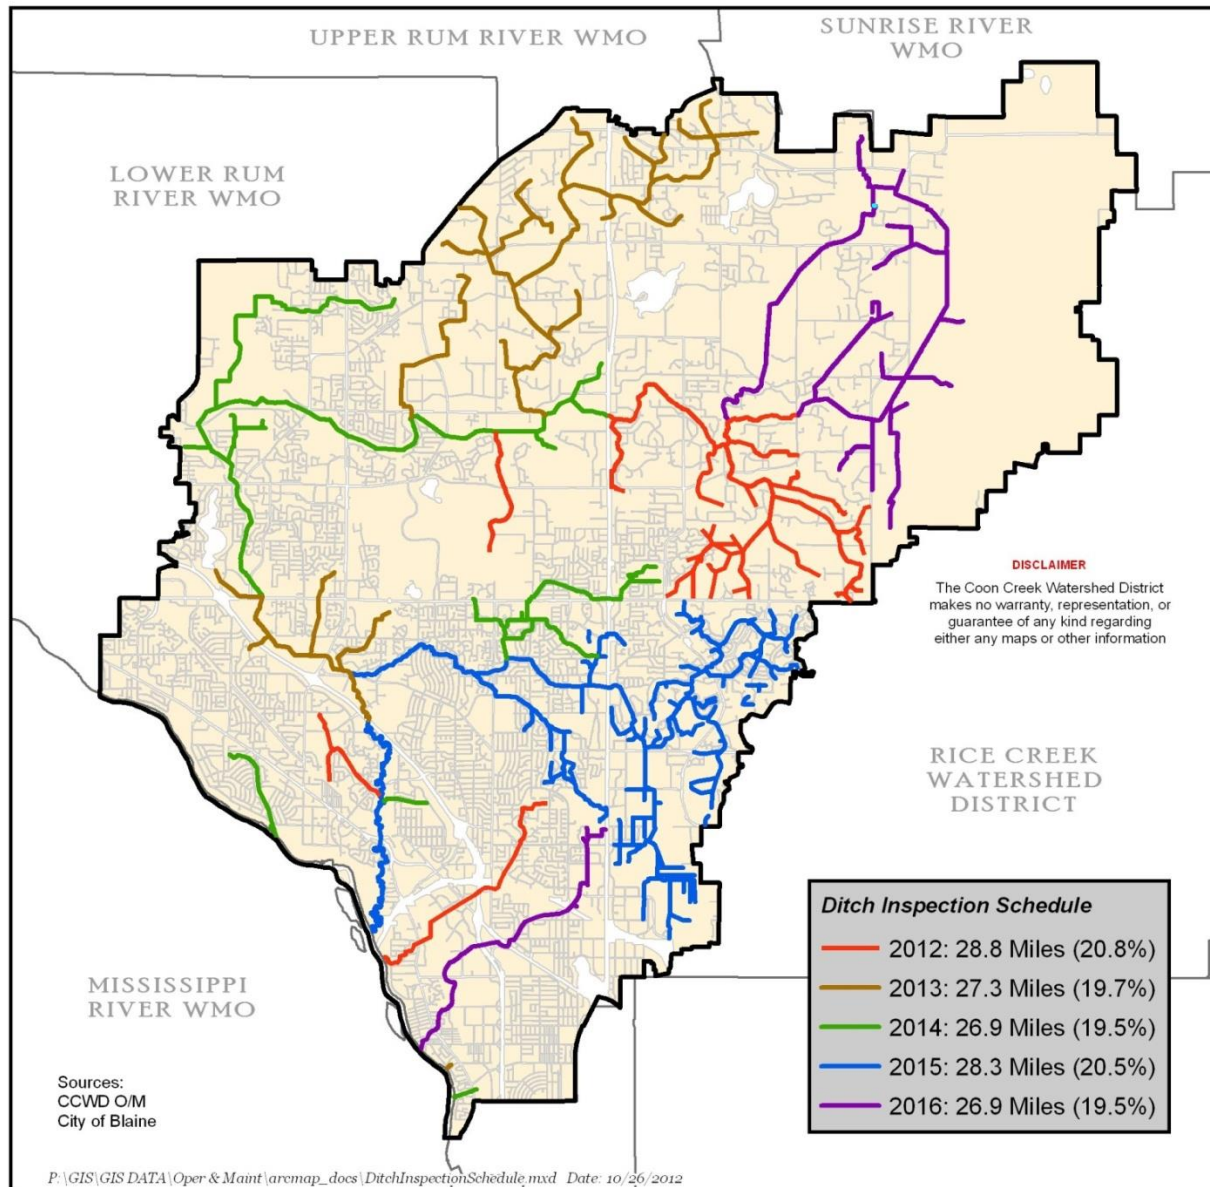 UPPER RUM RIVER WMO
SUNRISE RIVER
WMO
LOWER RUM
RIVER WMO
DISCLAIMER
The Coon Creek Watershed District
makes no warranty, representation, or
guarantee of any kind regarding
either any maps or other information
RICE CREEK
WATERSHED
DISTRICT
MISSISSIPPI
RIVER WMO
Ditch Inspection Schedule
2012: 28.8 Miles (20.8%)
2013: 27.3 Miles (19.7%)
2014: 26.9 Miles (19.5%)
2015: 28.3 Miles (20.5%)
2016: 26.9 Miles (19.5%)
Sources:
CCWD O/M
City of Blaine
P:\GIS\GIS DATA\Oper & Maint\arcmap_docs\DitchInspectionSchedule.mxd Date: 10/26/2012